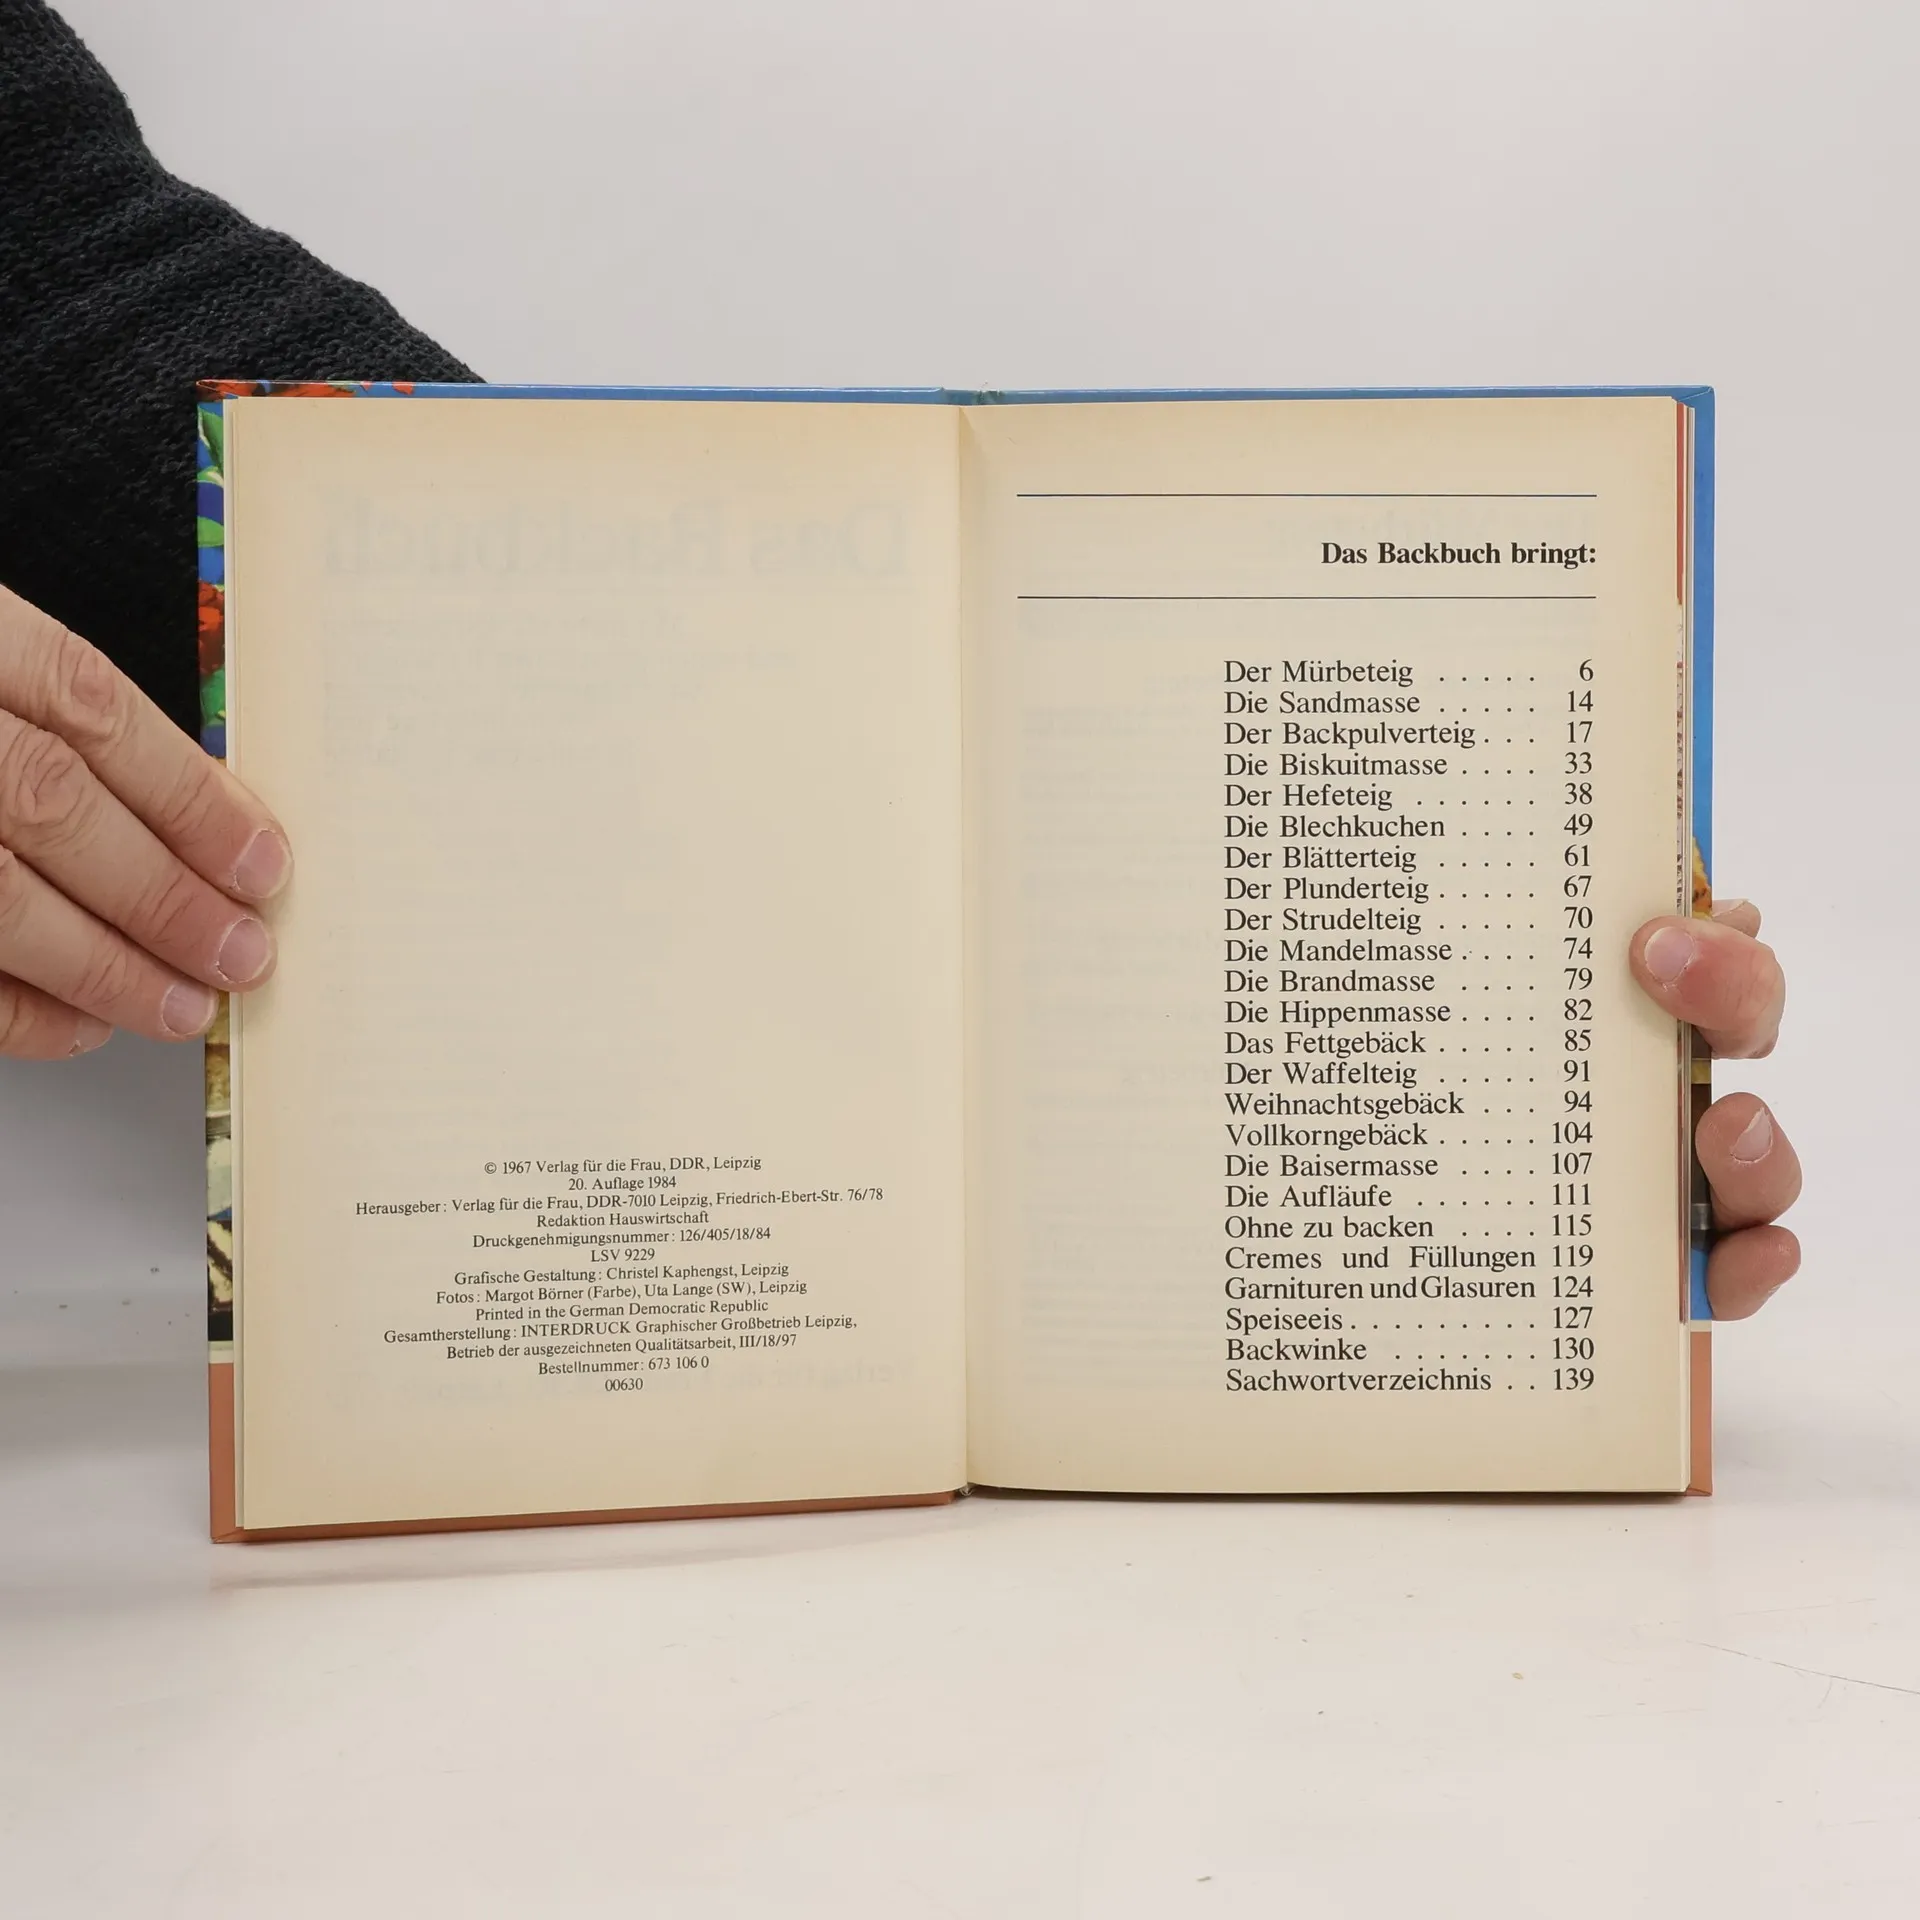 © 1967 Verlag für die Frau, DDR, Leipzig
20. Auflage 1984
Herausgeber: Verlag für die Frau, DDR-7010 Leipzig, Friedrich-Ebert-Str. 76/78
Redaktion Hauswirtschaft
Druckgenehmigungsnummer: 126/405/18/84
LSV 9229
Grafische Gestaltung: Christel Kaphengst, Leipzig
Fotos: Margot Börner (Farbe), Uta Lange (SW), Leipzig
Printed in the German Democratic Republic
Gesamtherstellung: INTERDRUCK Graphischer Großbetrieb Leipzig,
Betrieb der ausgezeichneten Qualitätsarbeit, III/18/97
Bestellnummer: 673 106 0
00630
Das Backbuch bringt:
Der Mürbeteig . . . . . 6
Die Sandmasse . . . . . 14
Der Backpulverteig . . . 17
Die Biskuitmasse . . . . 33
Der Hefeteig . . . . . . 38
Die Blechkuchen . . . . 49
Der Blätterteig . . . . . 61
Der Plunderteig . . . . . 67
Der Strudelteig . . . . . 70
Die Mandelmasse . . . . 74
Die Brandmasse . . . . 79
Die Hippenmasse . . . . 82
Das Fettgebäck . . . . . 85
Der Waffelteig . . . . . 91
Weihnachtsgebäck . . . 94
Vollkorngebäck . . . . . 104
Die Baisermasse . . . . 107
Die Aufläufe . . . . . . 111
Ohne zu backen . . . . 115
Cremes und Füllungen 119
Garnituren und Glasuren 124
Speiseeis . . . . . . . . . 127
Backwinke . . . . . . . 130
Sachwortverzeichnis . . 139